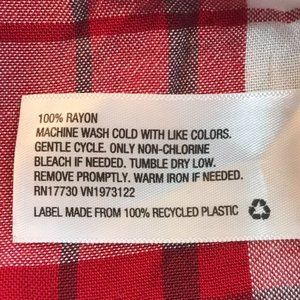 100% RAYON
MACHINE WASH COLD WITH LIKE COLORS.
GENTLE CYCLE. ONLY NON-CHLORINE
BLEACH IF NEEDED. TUMBLE DRY LOW.
REMOVE PROMPTLY. WARM IRON IF NEEDED.
RN17730 VN1973122
LABEL MADE FROM 100% RECYCLED PLASTIC